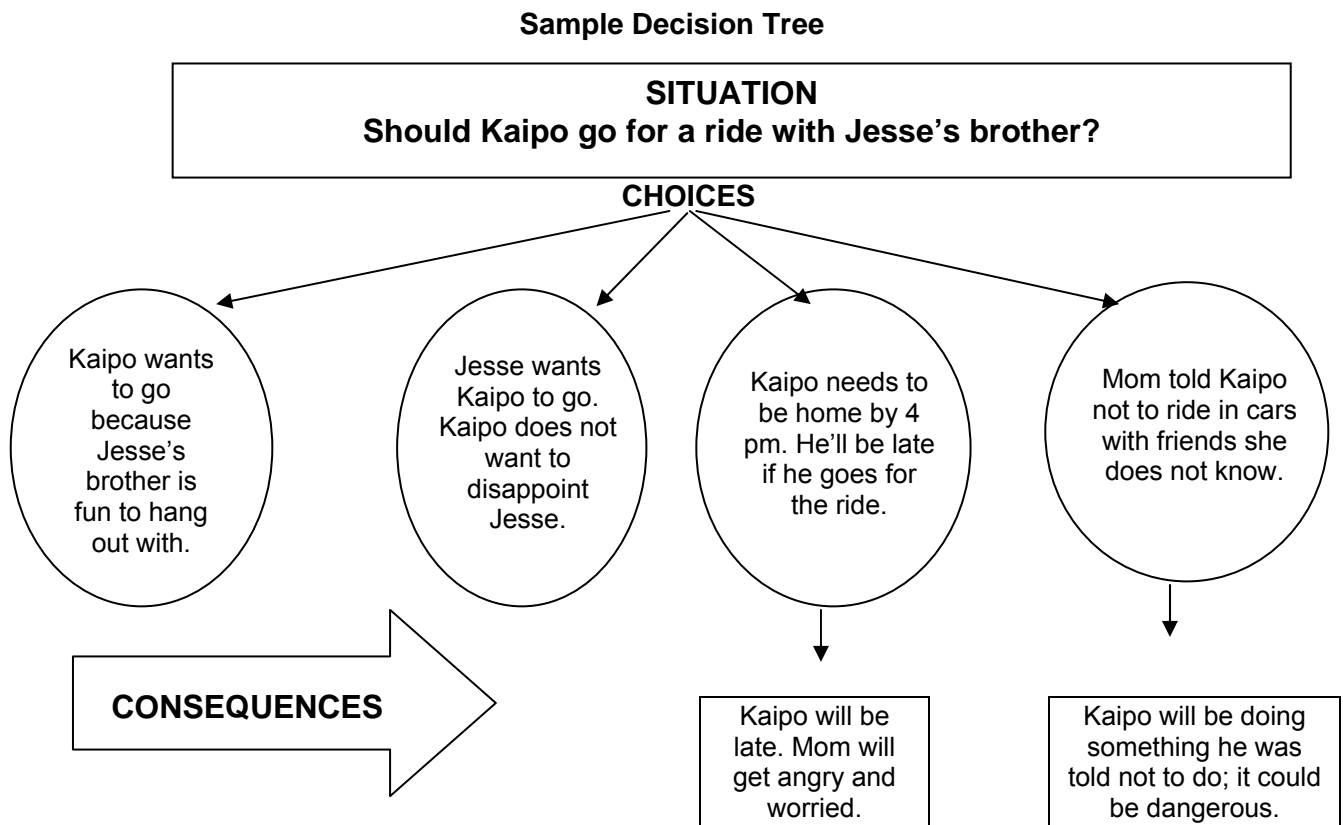 Sample Decision Tree
SITUATION
Should Kaipo go for a ride with Jesse’s brother?
CHOICES
Kaipo wants
to go
because
Jesse’s
brother is
fun to hang
out with.
Jesse wants
Kaipo to go.
Kaipo does not
want to
disappoint
Jesse.
Kaipo needs to
be home by 4
pm. He’ll be late
if he goes for
the ride.
Mom told Kaipo
not to ride in cars
with friends she
does not know.
CONSEQUENCES
Kaipo will be
late. Mom will
get angry and
worried.
Kaipo will be doing
something he was
told not to do; it could
be dangerous.